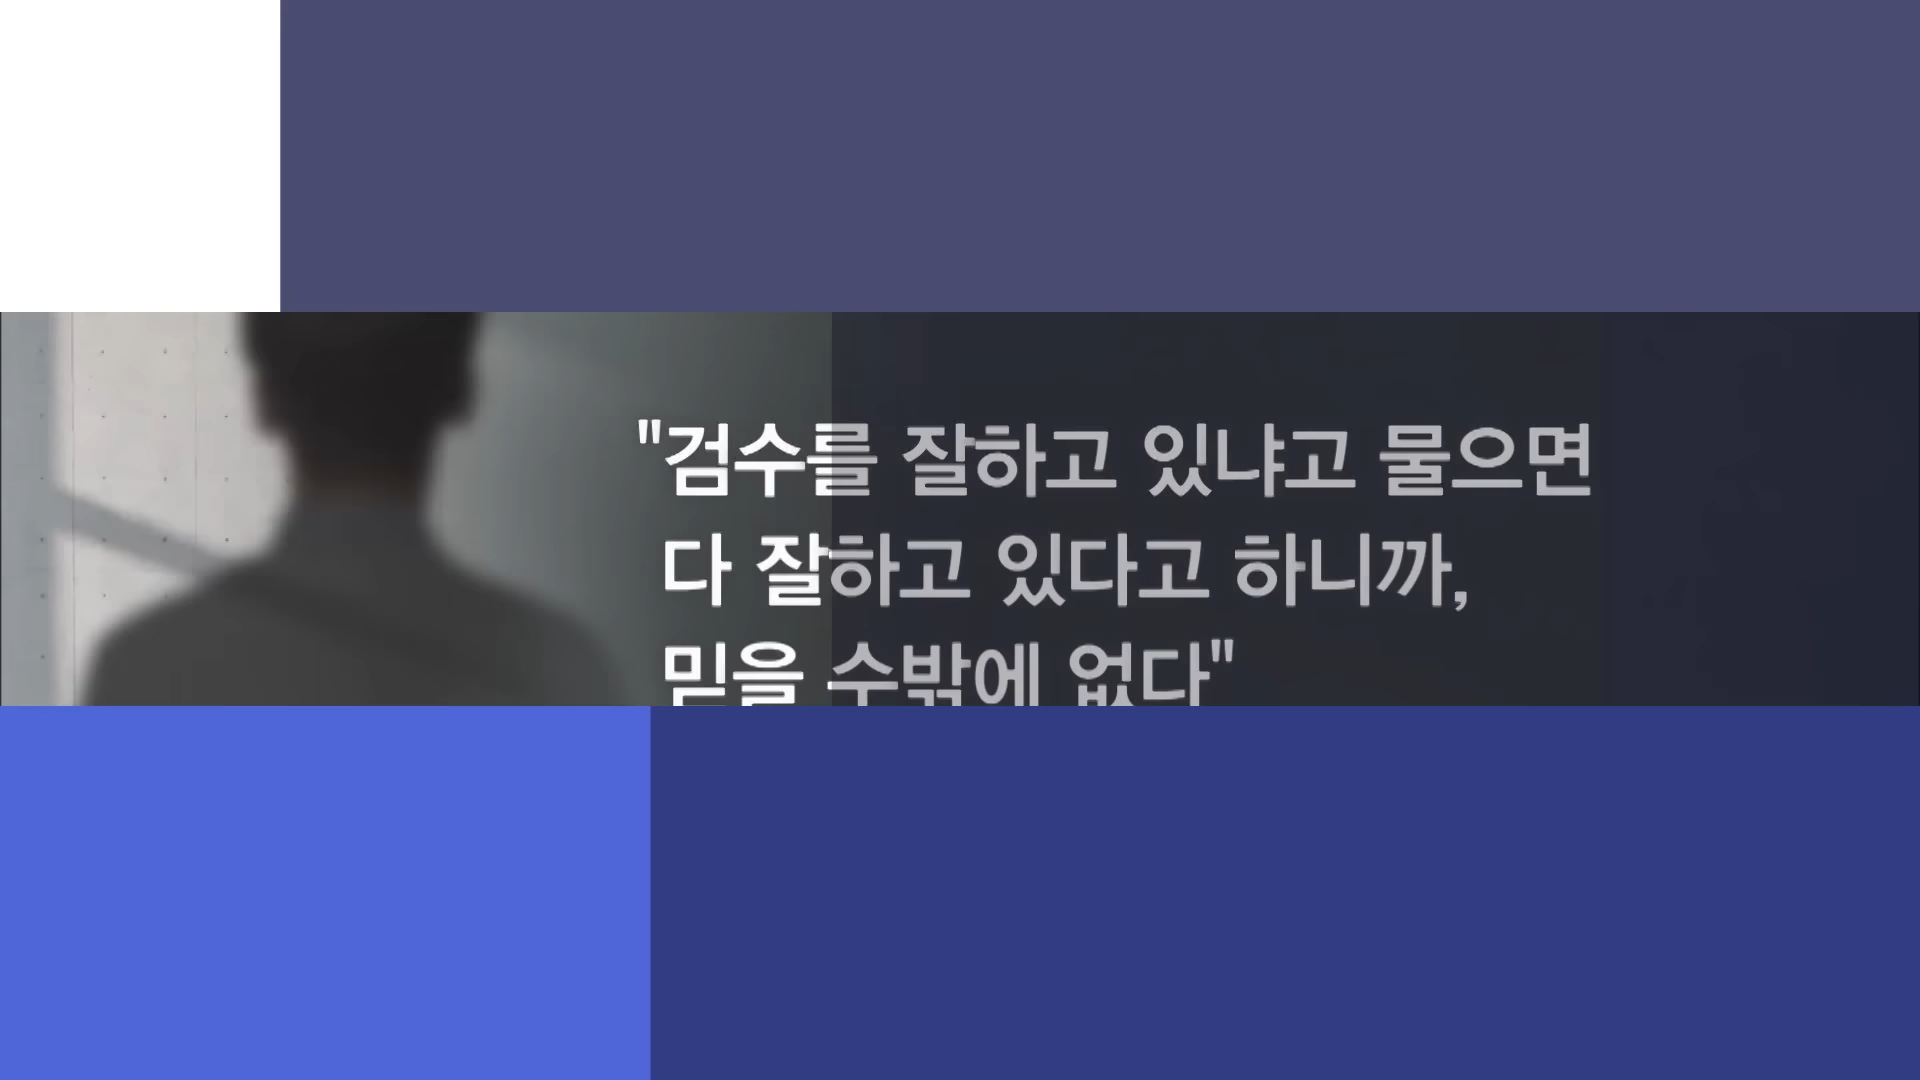 "검수를 잘하고 있냐고 물으면
다 잘하고 있다고 하니까,
믿을 수밖에 없다"